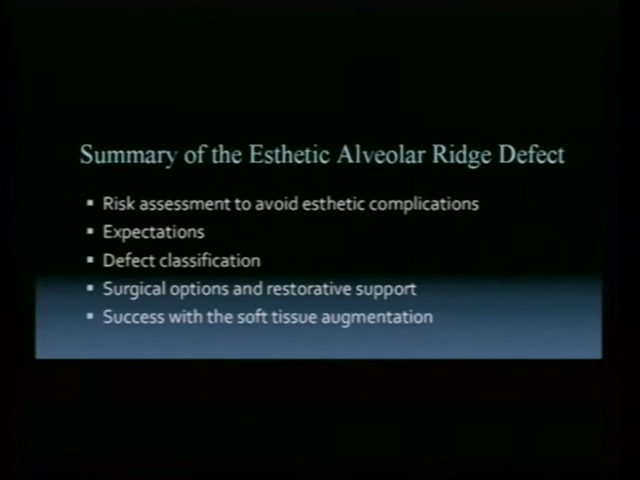 Summary of the Esthetic Alveolar Ridge Defect
▪ Risk assessment to avoid esthetic complications
▪ Expectations
▪ Defect classification
▪ Surgical options and restorative support
▪ Success with the soft tissue augmentation